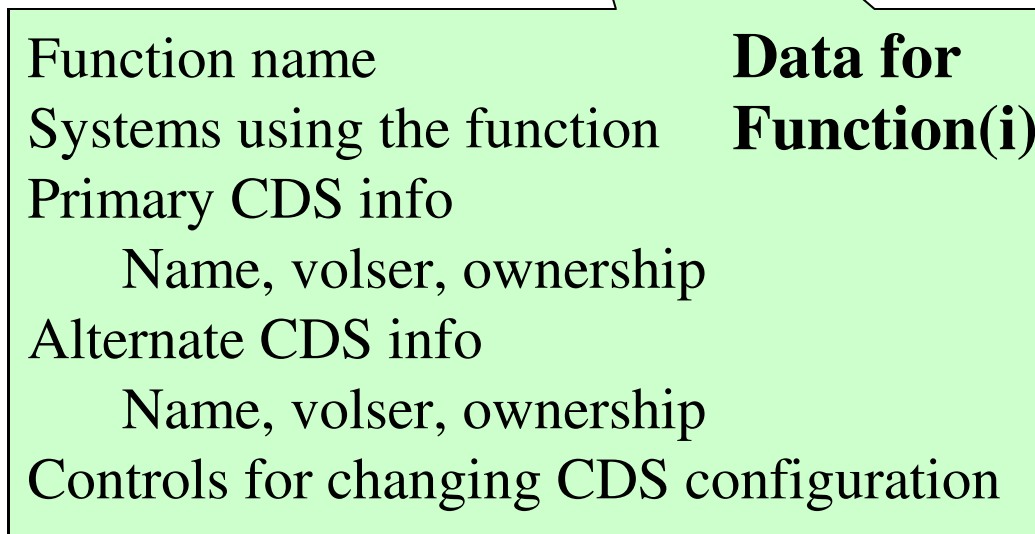 Function name
Data for
Systems using the function
Function(i)
Primary CDS info
Name, volser, ownership
Alternate CDS info
Name, volser, ownership
Controls for changing CDS configuration